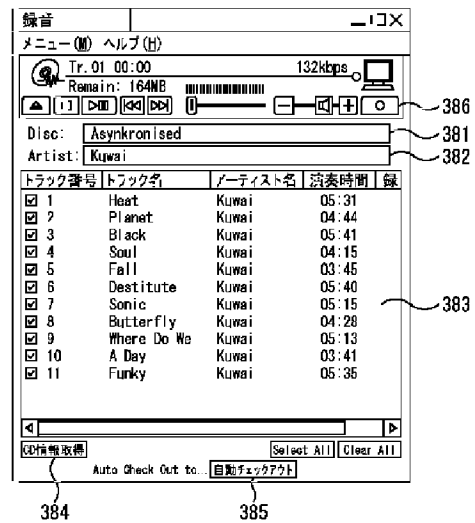 録音
メニュー(M) ヘルプ(H)
Tr.01 00:00 132kbps
Remain: 164MB
386
Disc: Asynkronised 381
Artist: Kuwai 382
トラック番号 トラック名 アーティスト名 演奏時間 録
1 Heat Kuwai 05:31
2 Planet Kuwai 04:44
3 Black Kuwai 05:41
4 Soul Kuwai 04:15
5 Fall Kuwai 03:45
6 Destitute Kuwai 05:40
7 Sonic Kuwai 05:15 383
8 Butterfly Kuwai 04:28
9 Where Do We Kuwai 05:13
10 A Day Kuwai 03:41
11 Funky Kuwai 05:35
CD情報取得 Select All Clear All
Auto Check Out to... 自動チェックアウト
384 385